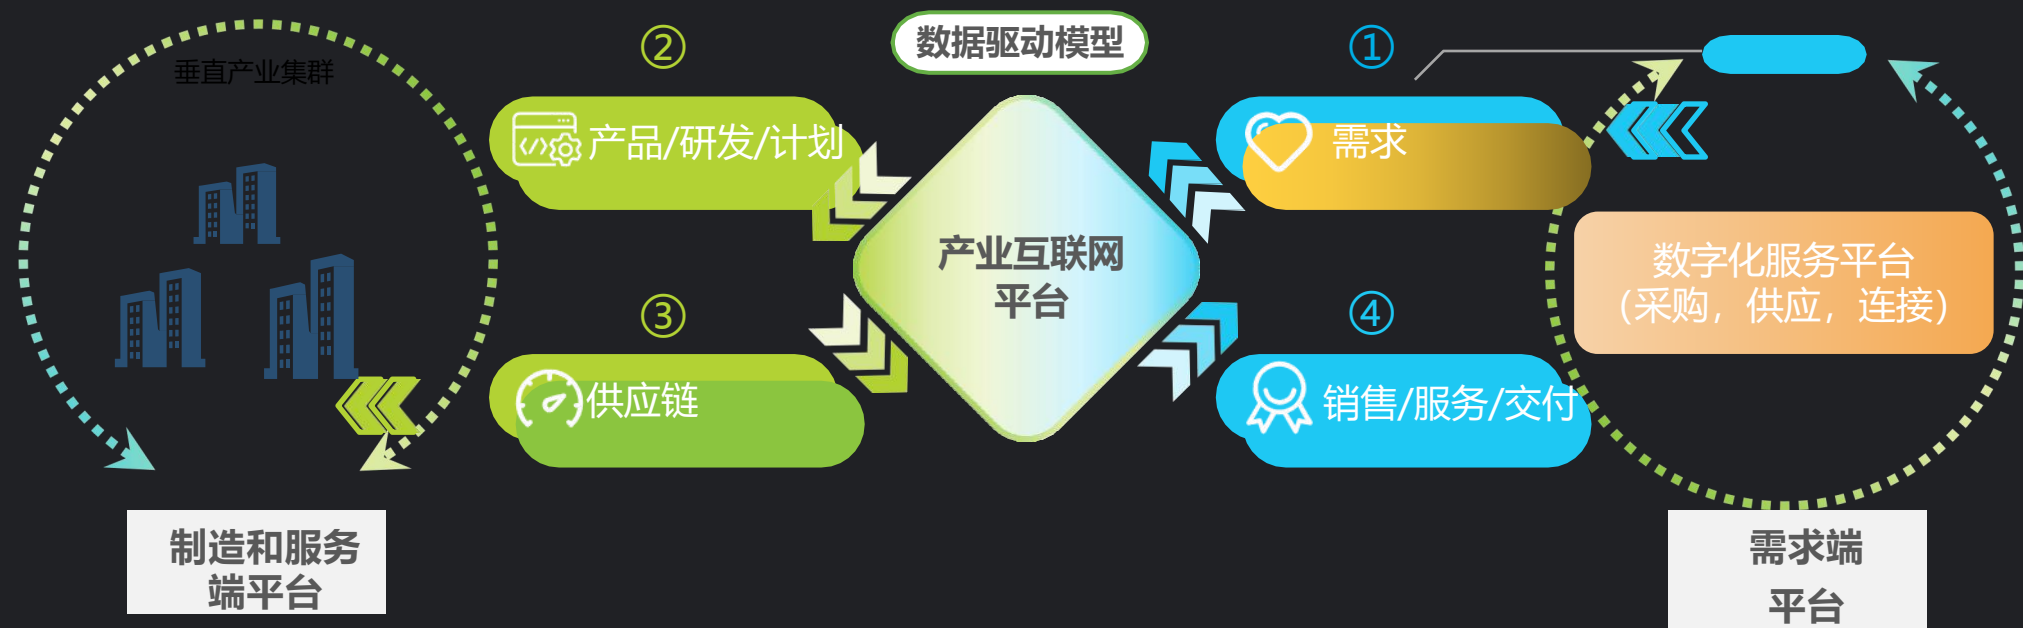 垂直产业集群
制造和服务
端平台
②
产品/研发/计划
③
供应链
数据驱动模型
产业互联网
平台
①
需求
④
销售/服务/交付
数字化服务平台
（采购，供应，连接）
需求端
平台